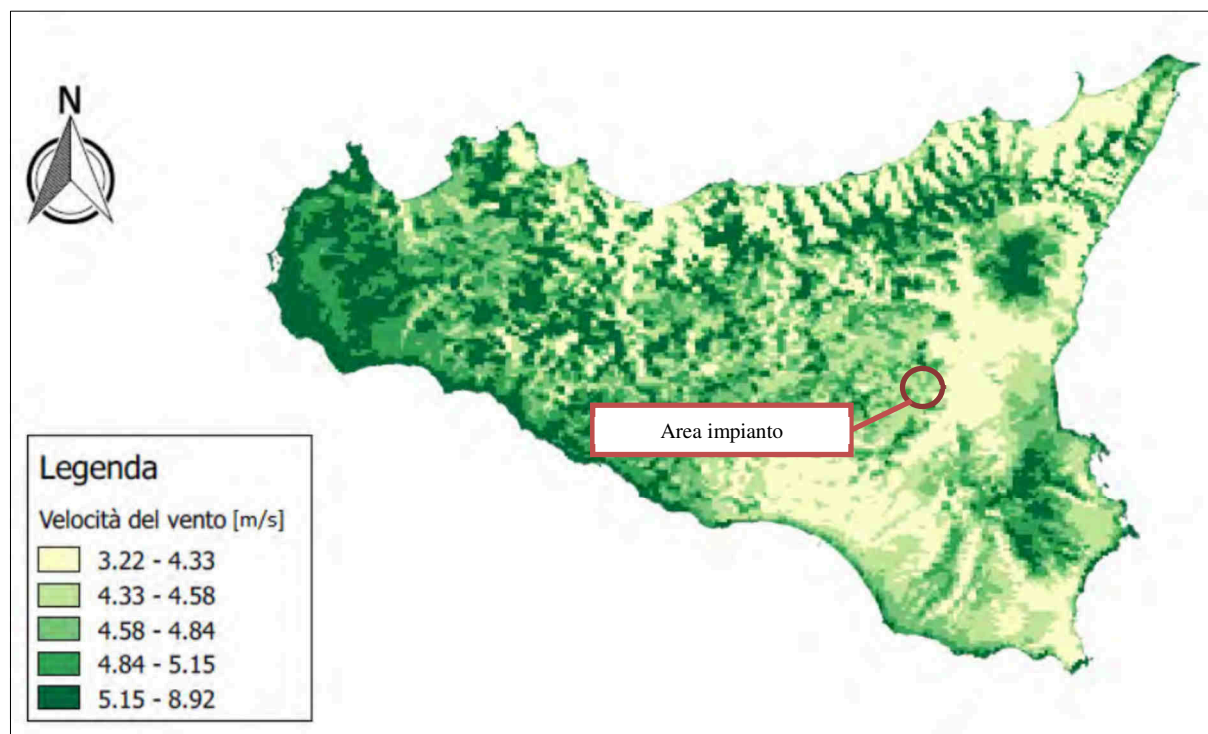 N
Area impianto
Legenda
Velocità del vento [m/s]
3.22 - 4.33
4.33 - 4.58
4.58 - 4.84
4.84 - 5.15
5.15 - 8.92